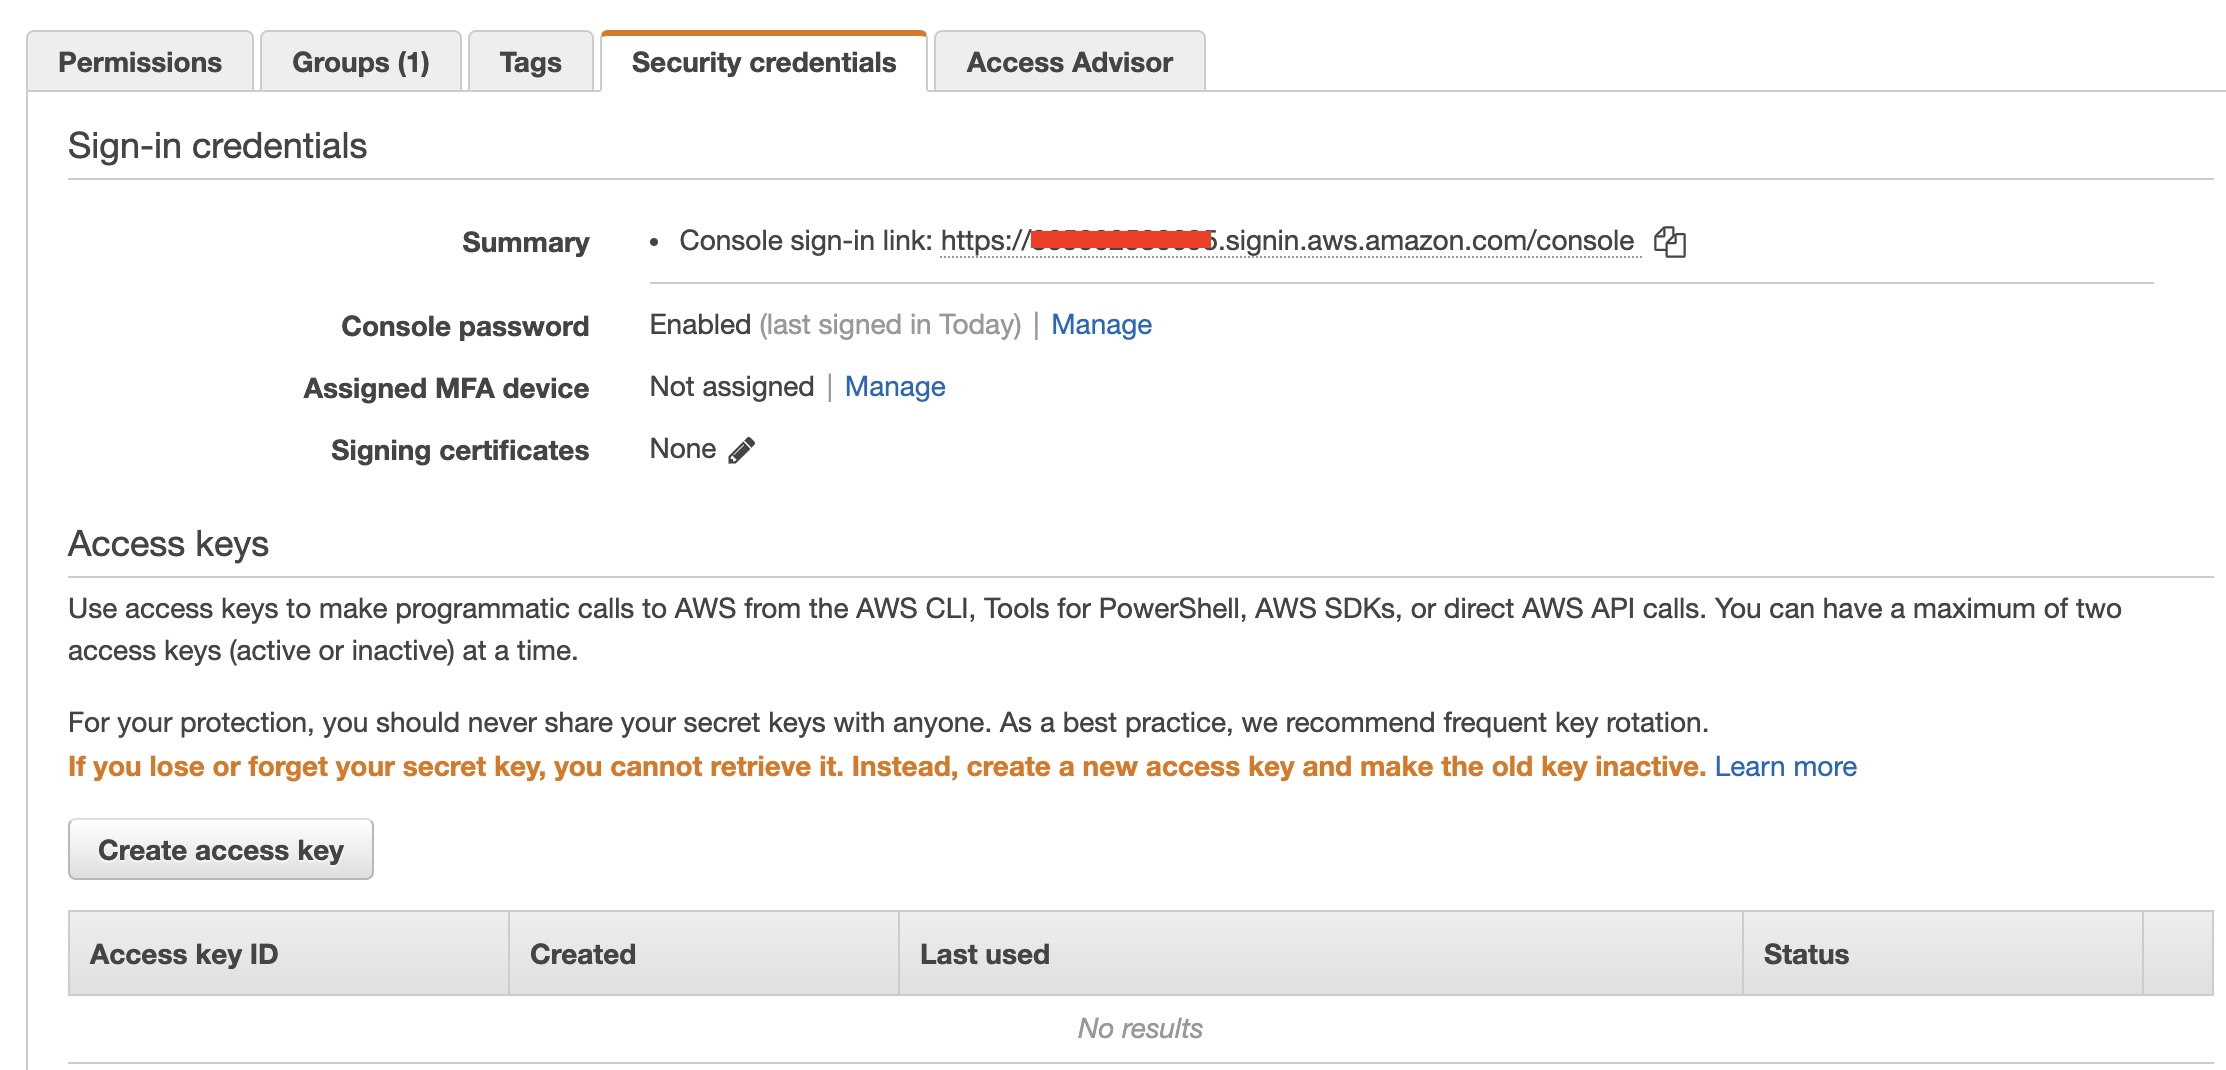 Permissions
Groups (1)
Tags
Security credentials
Access Advisor
Sign-in credentials
Summary
• Console sign-in link: https://
.signin.aws.amazon.com/console
Console password
Enabled (last signed in Today) | Manage
Assigned MFA device
Not assigned | Manage
Signing certificates
None
Access keys
Use access keys to make programmatic calls to AWS from the AWS CLI, Tools for PowerShell, AWS SDKs, or direct AWS API calls. You can have a maximum of two
access keys (active or inactive) at a time.
For your protection, you should never share your secret keys with anyone. As a best practice, we recommend frequent key rotation.
If you lose or forget your secret key, you cannot retrieve it. Instead, create a new access key and make the old key inactive. Learn more
Create access key
Access key ID
Created
Last used
Status
No results